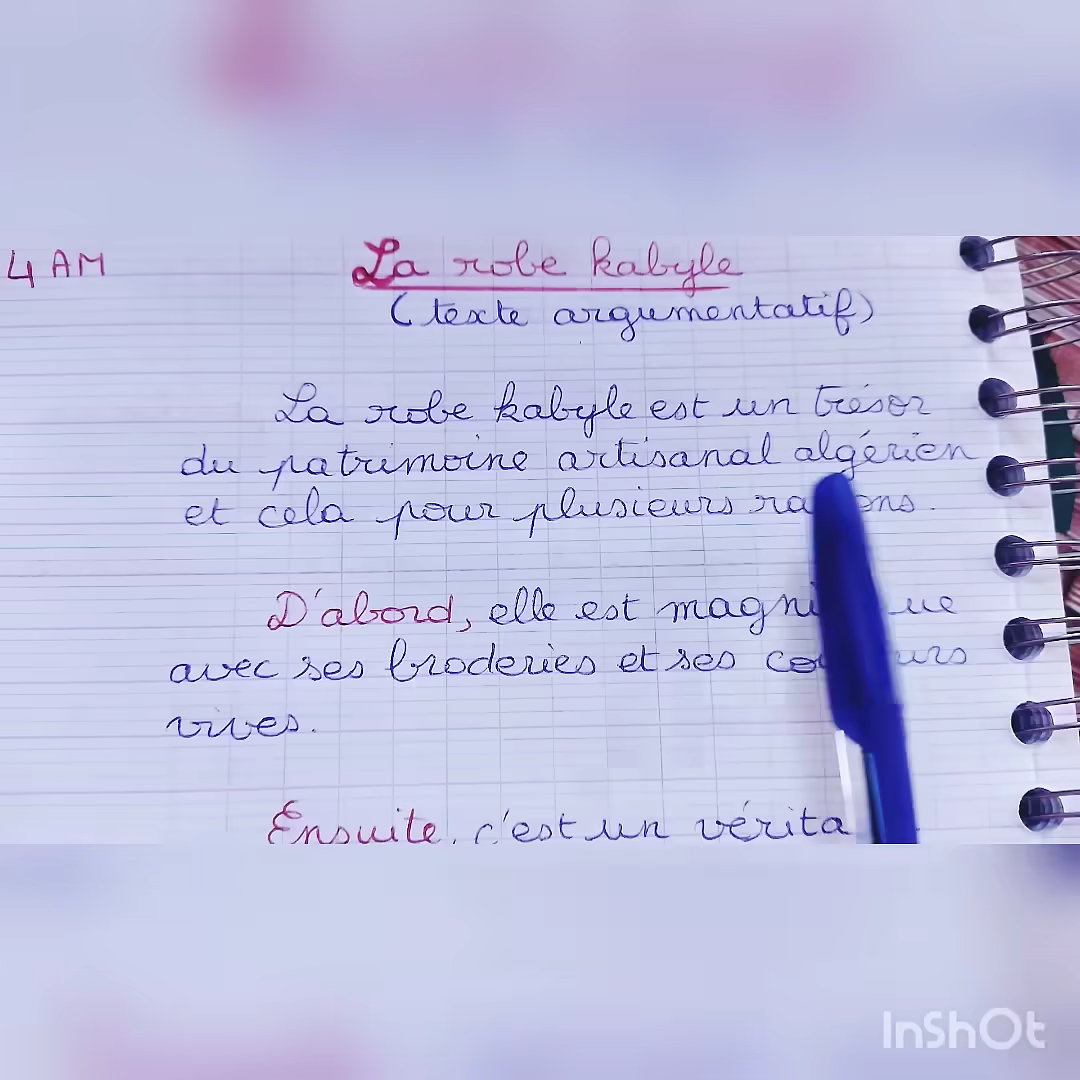 4 AM
La robe kabyle
(texte argumentatif)
La robe kabyle est un trésor
du patrimoine artisanal algérien
et cela pour plusieurs
D'abord, elle est
avec ses broderies et ses
vives.
Ensuite, c'est un
InShOt